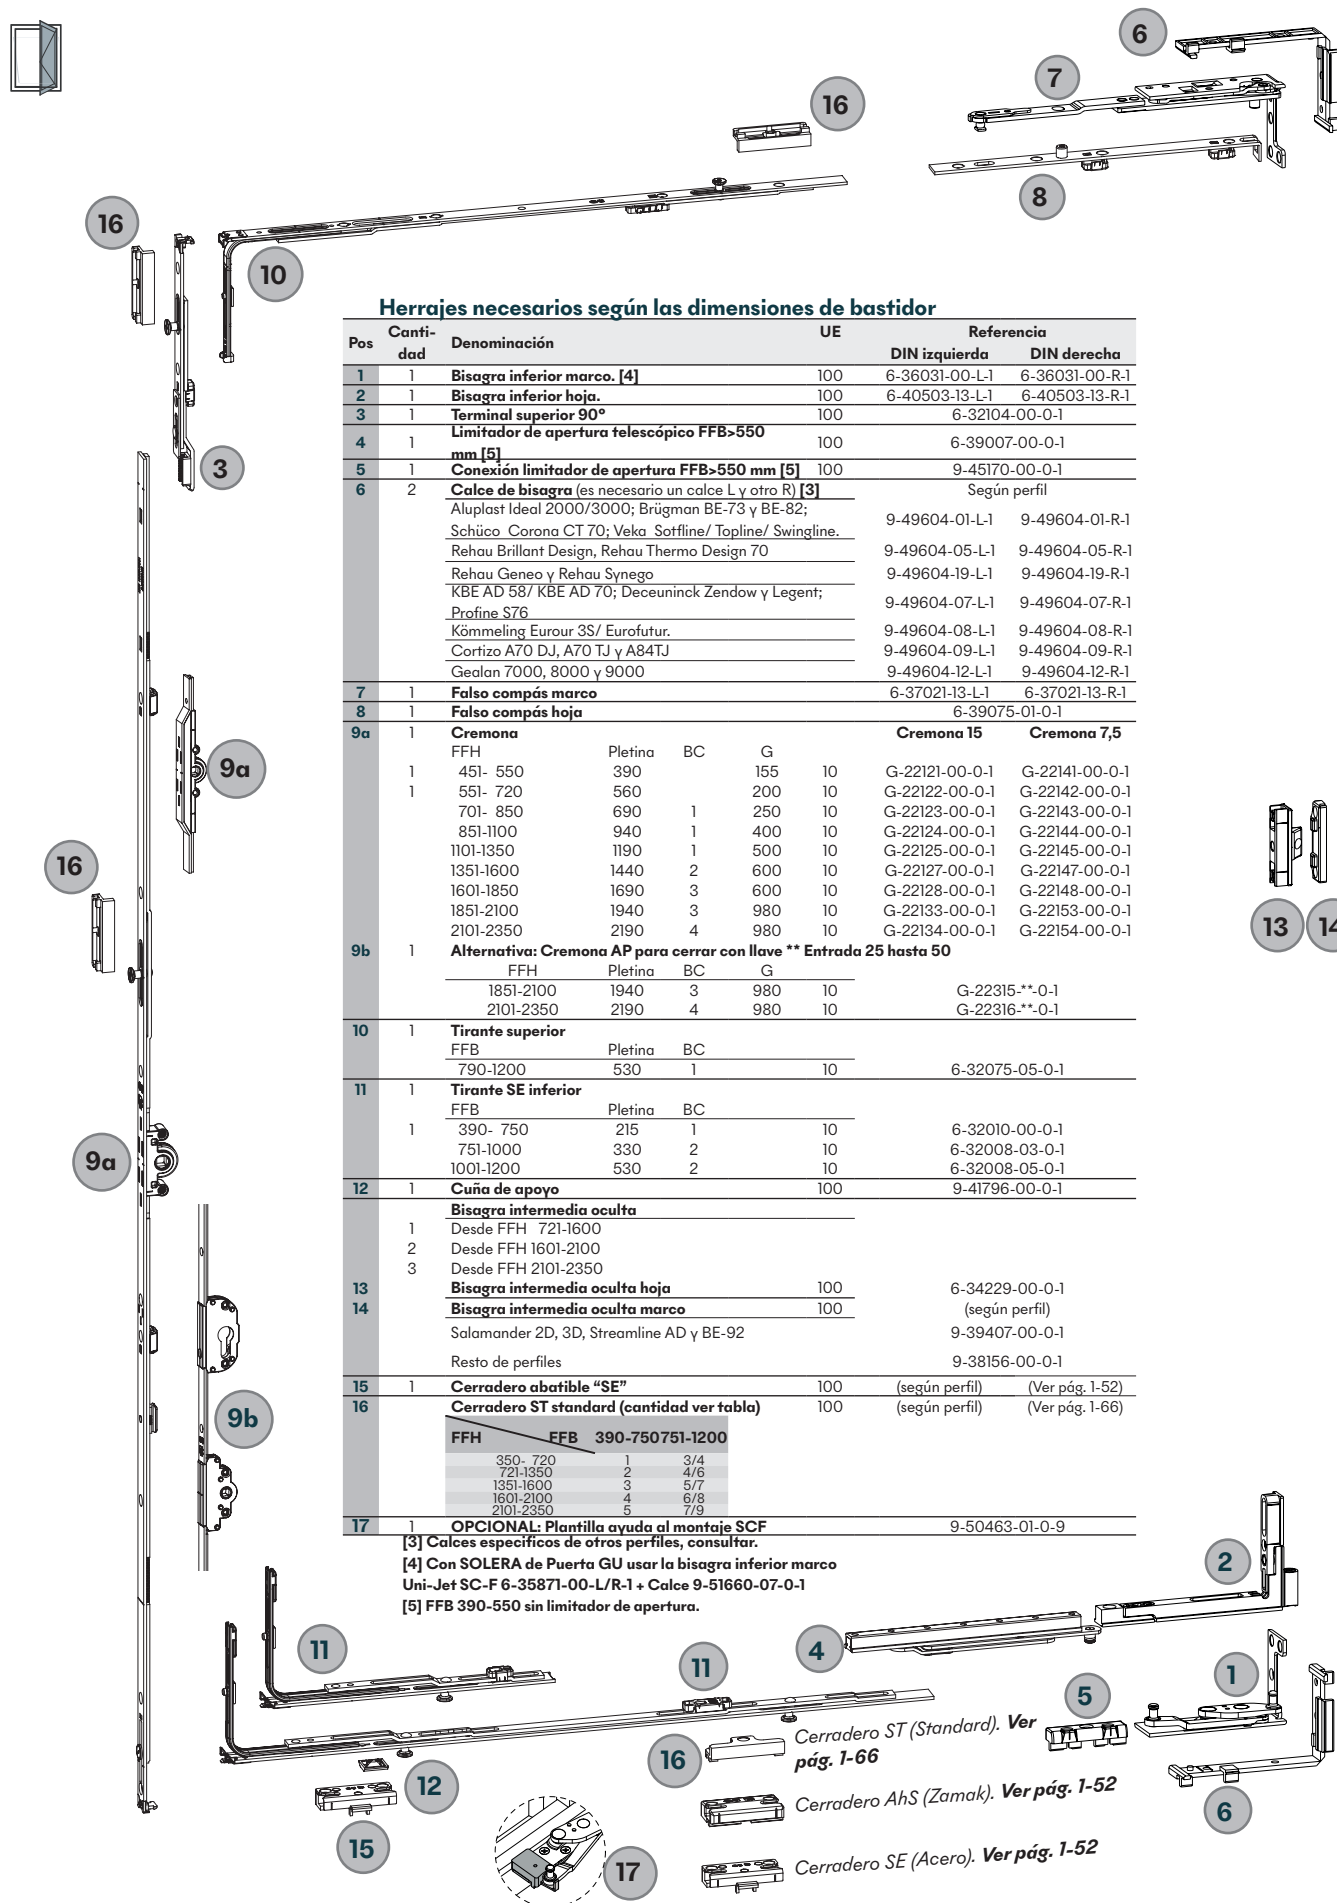 6
7
16
8
16
10
Herrajes necesarios según las dimensiones de bastidor
Pos Canti-dad Denominación UE Referencia
DIN izquierda DIN derecha
1 1 Bisagra inferior marco. [4] 100 6-36031-00-L-1 6-36031-00-R-1
2 1 Bisagra inferior hoja. 100 6-40503-13-L-1 6-40503-13-R-1
3 1 Terminal superior 90º 100 6-32104-00-0-1
4 1 Limitador de apertura telescópico FFB>550 mm [5] 100 6-39007-00-0-1
5 1 Conexión limitador de apertura FFB>550 mm [5] 100 9-45170-00-0-1
6 2 Calce de bisagra (es necesario un calce L y otro R) [3] Según perfil
Aluplast Ideal 2000/3000; Brügman BE-73 y BE-82;
Schüco Corona CT 70; Veka Sotfline/ Topline/ Swingline. 9-49604-01-L-1 9-49604-01-R-1
Rehau Brillant Design, Rehau Thermo Design 70 9-49604-05-L-1 9-49604-05-R-1
Rehau Geneo y Rehau Synego 9-49604-19-L-1 9-49604-19-R-1
KBE AD 58/ KBE AD 70; Deceuninck Zendow y Legent;
Profine S76 9-49604-07-L-1 9-49604-07-R-1
Kömmeling Eurour 3S/ Eurofutur. 9-49604-08-L-1 9-49604-08-R-1
Cortizo A70 DJ, A70 TJ y A84TJ 9-49604-09-L-1 9-49604-09-R-1
Gealan 7000, 8000 y 9000 9-49604-12-L-1 9-49604-12-R-1
7 1 Falso compás marco 6-37021-13-L-1 6-37021-13-R-1
8 1 Falso compás hoja 6-39075-01-0-1
9a 1 Cremona Cremona 15 Cremona 7,5
FFH Pletina BC G
1 451- 550 390 155 10 G-22121-00-0-1 G-22141-00-0-1
1 551- 720 560 200 10 G-22122-00-0-1 G-22142-00-0-1
701- 850 690 1 250 10 G-22123-00-0-1 G-22143-00-0-1
851-1100 940 1 400 10 G-22124-00-0-1 G-22144-00-0-1
1101-1350 1190 1 500 10 G-22125-00-0-1 G-22145-00-0-1
1351-1600 1440 2 600 10 G-22127-00-0-1 G-22147-00-0-1
1601-1850 1690 3 600 10 G-22128-00-0-1 G-22148-00-0-1
1851-2100 1940 3 980 10 G-22133-00-0-1 G-22153-00-0-1
2101-2350 2190 4 980 10 G-22134-00-0-1 G-22154-00-0-1
9b 1 Alternativa: Cremona AP para cerrar con llave ** Entrada 25 hasta 50
FFH Pletina BC G
1851-2100 1940 3 980 10 G-22315-**-0-1
2101-2350 2190 4 980 10 G-22316-**-0-1
10 1 Tirante superior
FFB Pletina BC
790-1200 530 1 10 6-32075-05-0-1
11 1 Tirante SE inferior
FFB Pletina BC
1 390- 750 215 1 10 6-32010-00-0-1
751-1000 330 2 10 6-32008-03-0-1
1001-1200 530 2 10 6-32008-05-0-1
12 1 Cuña de apoyo 100 9-41796-00-0-1
Bisagra intermedia oculta
1 Desde FFH 721-1600
2 Desde FFH 1601-2100
3 Desde FFH 2101-2350
13 Bisagra intermedia oculta hoja 100 6-34229-00-0-1
14 Bisagra intermedia oculta marco 100 (según perfil)
Salamander 2D, 3D, Streamline AD y BE-92 9-39407-00-0-1
Resto de perfiles 9-38156-00-0-1
15 1 Cerradero abatible “SE” 100 (según perfil) (Ver pág. 1-52)
16 Cerradero ST standard (cantidad ver tabla) 100 (según perfil) (Ver pág. 1-66)
FFH FFB 390-750 751-1200
350- 720 1 3/4
721-1350 2 4/6
1351-1600 3 5/7
1601-2100 4 6/8
2101-2350 5 7/9
17 1 OPCIONAL: Plantilla ayuda al montaje SCF 9-50463-01-0-9
[3] Calces especificos de otros perfiles, consultar.
[4] Con SOLERA de Puerta GU usar la bisagra inferior marco
Uni-Jet SC-F 6-35871-00-L/R-1 + Calce 9-51660-07-0-1
[5] FFB 390-550 sin limitador de apertura.
3
9a
16
13
14
9a
9b
2
11
4
11
1
5
16
Cerradero ST (Standard). Ver
pág. 1-66
12
Cerradero AhS (Zamak). Ver pág. 1-52
6
15
17
Cerradero SE (Acero). Ver pág. 1-52